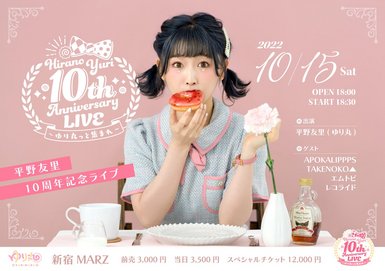 Hirano Yuri
10th
Anniversary
LIVE
〜ゆり丸っと集まれ〜
平野友里
10周年記念ライブ
2022
10/15 Sat
OPEN 18:00
START 18:30
出演
平野友里(ゆり丸)
ゲスト
APOKALIPPPS
TAKENOKO▲
エムトピ
レコライド
新宿 MARZ
前売 3,000円
当日 3,500円
スペシャルチケット 12,000円
10th
LIVE